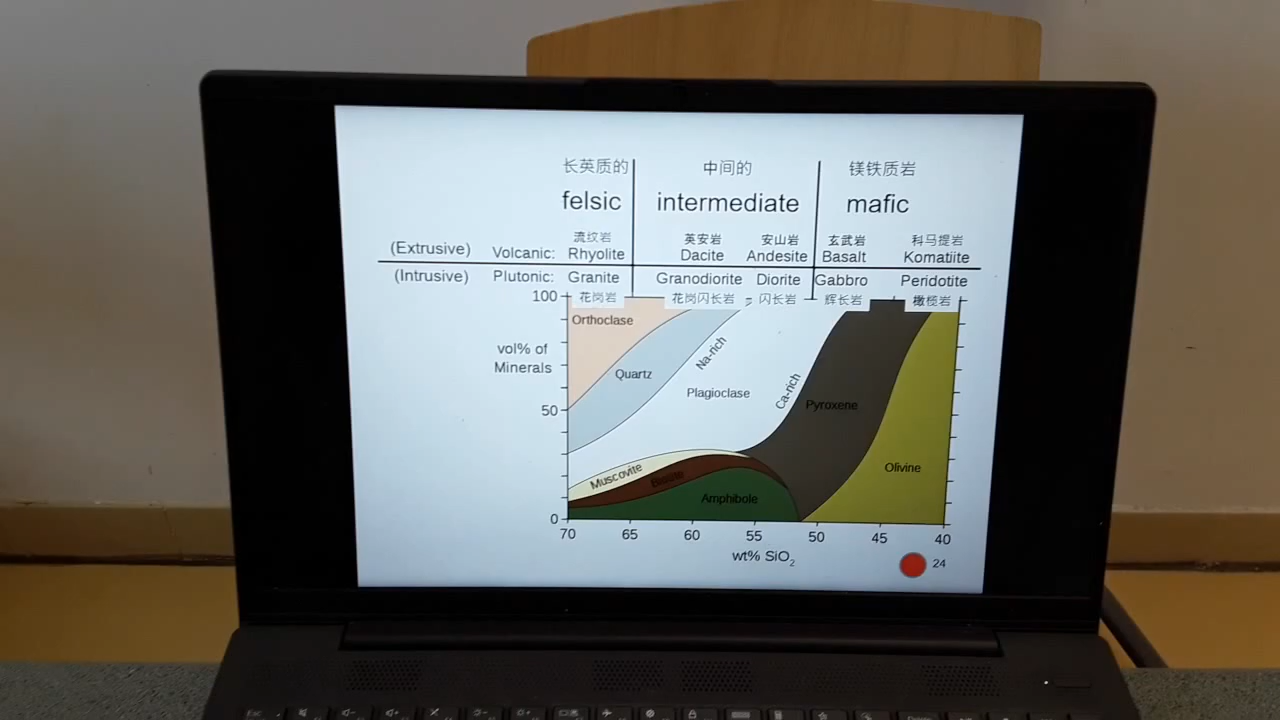 长英质的 中间的 镁铁质岩
felsic intermediate mafic
流纹岩 英安岩 安山岩 玄武岩 科马提岩
(Extrusive) Volcanic: Rhyolite Dacite Andesite Basalt Komatiite
(Intrusive) Plutonic: Granite Granodiorite Diorite Gabbro Peridotite
花岗岩 花岗闪长岩 闪长岩 辉长岩 橄榄岩
100
Orthoclase
vol% of
Minerals
Quartz
Na-rich
Plagioclase
Ca-rich
Pyroxene
50
Muscovite
Biotite
Amphibole
Olivine
0
70 65 60 55 50 45 40
wt% SiO₂
24
Esc